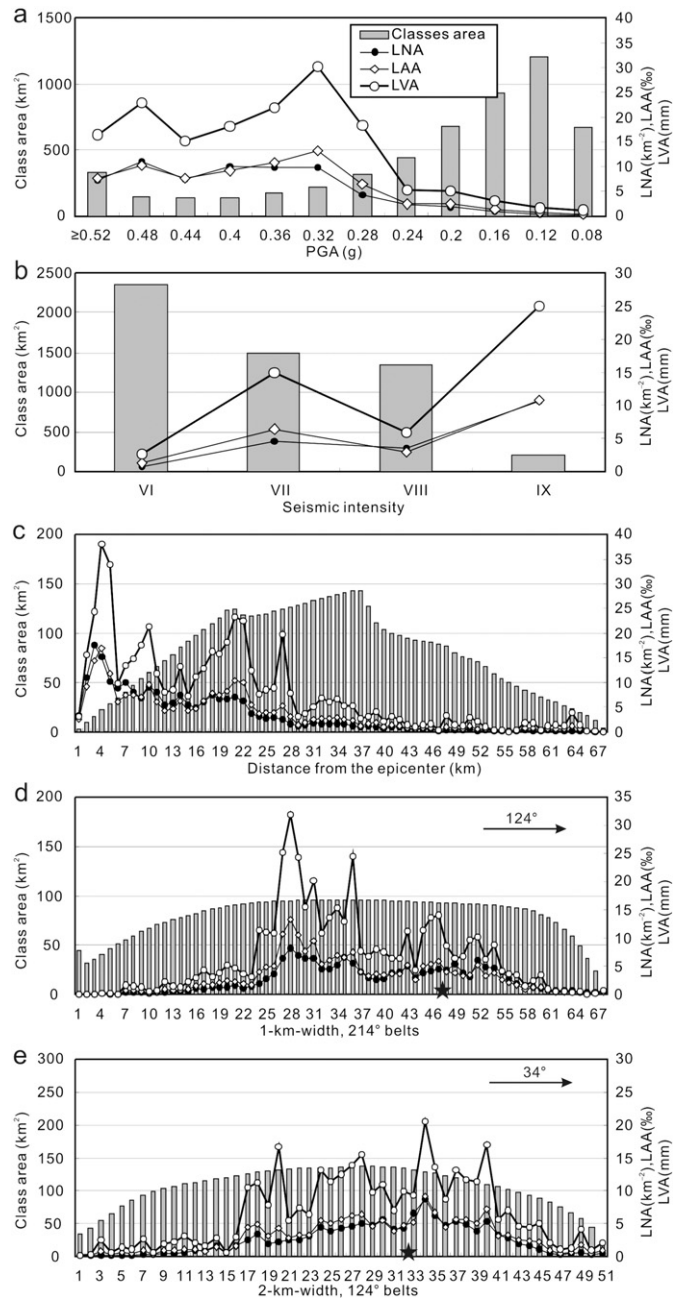 a
Classes area
LNA
LAA
LVA
1500
1000
500
0
Class area (km²)
40
35
30
25
20
15
10
5
0
LNA(km⁻²),LAA(‰)
LVA(mm)
≥0.52 0.48 0.44 0.4 0.36 0.32 0.28 0.24 0.2 0.16 0.12 0.08
PGA (g)
b
2500
2000
1500
1000
500
0
Class area (km²)
30
25
20
15
10
5
0
LNA(km⁻²),LAA(‰)
LVA(mm)
VI VII VIII IX
Seismic intensity
c
200
150
100
50
0
Class area (km²)
40
35
30
25
20
15
10
5
0
LNA(km⁻²),LAA(‰)
LVA(mm)
1 4 7 10 13 16 19 22 25 28 31 34 37 40 43 46 49 52 55 58 61 64 67
Distance from the epicenter (km)
d
124°
200
150
100
50
0
Class area (km²)
35
30
25
20
15
10
5
0
LNA(km⁻²),LAA(‰)
LVA(mm)
1 4 7 10 13 16 19 22 25 28 31 34 37 40 43 46 49 52 55 58 61 64 67
1-km-width, 214° belts
e
34°
300
250
200
150
100
50
0
Class area (km²)
30
25
20
15
10
5
0
LNA(km⁻²),LAA(‰)
LVA(mm)
1 3 5 7 9 11 13 15 17 19 21 23 25 27 29 31 33 35 37 39 41 43 45 47 49 51
2-km-width, 124° belts